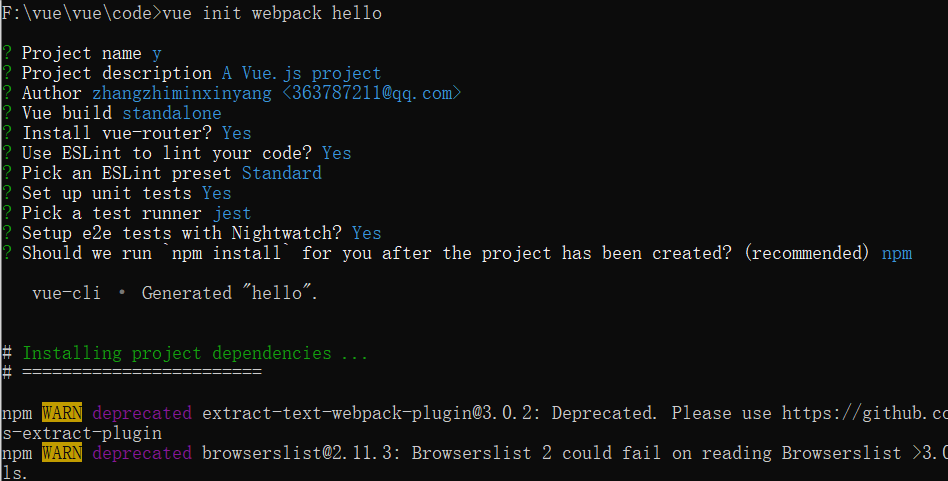 F:\vue\vue\code>vue init webpack hello
? Project name y
? Project description A Vue.js project
? Author zhangzhiminxinyang <363787211@qq.com>
? Vue build standalone
? Install vue-router? Yes
? Use ESLint to lint your code? Yes
? Pick an ESLint preset Standard
? Set up unit tests Yes
? Pick a test runner jest
? Setup e2e tests with Nightwatch? Yes
? Should we run `npm install` for you after the project has been created? (recommended) npm
vue-cli · Generated "hello".
# Installing project dependencies ...
# ========================
npm WARN deprecated extract-text-webpack-plugin@3.0.2: Deprecated. Please use https://github.co
s-extract-plugin
npm WARN deprecated browserslist@2.11.3: Browserslist 2 could fail on reading Browserslist >3.0
ls.